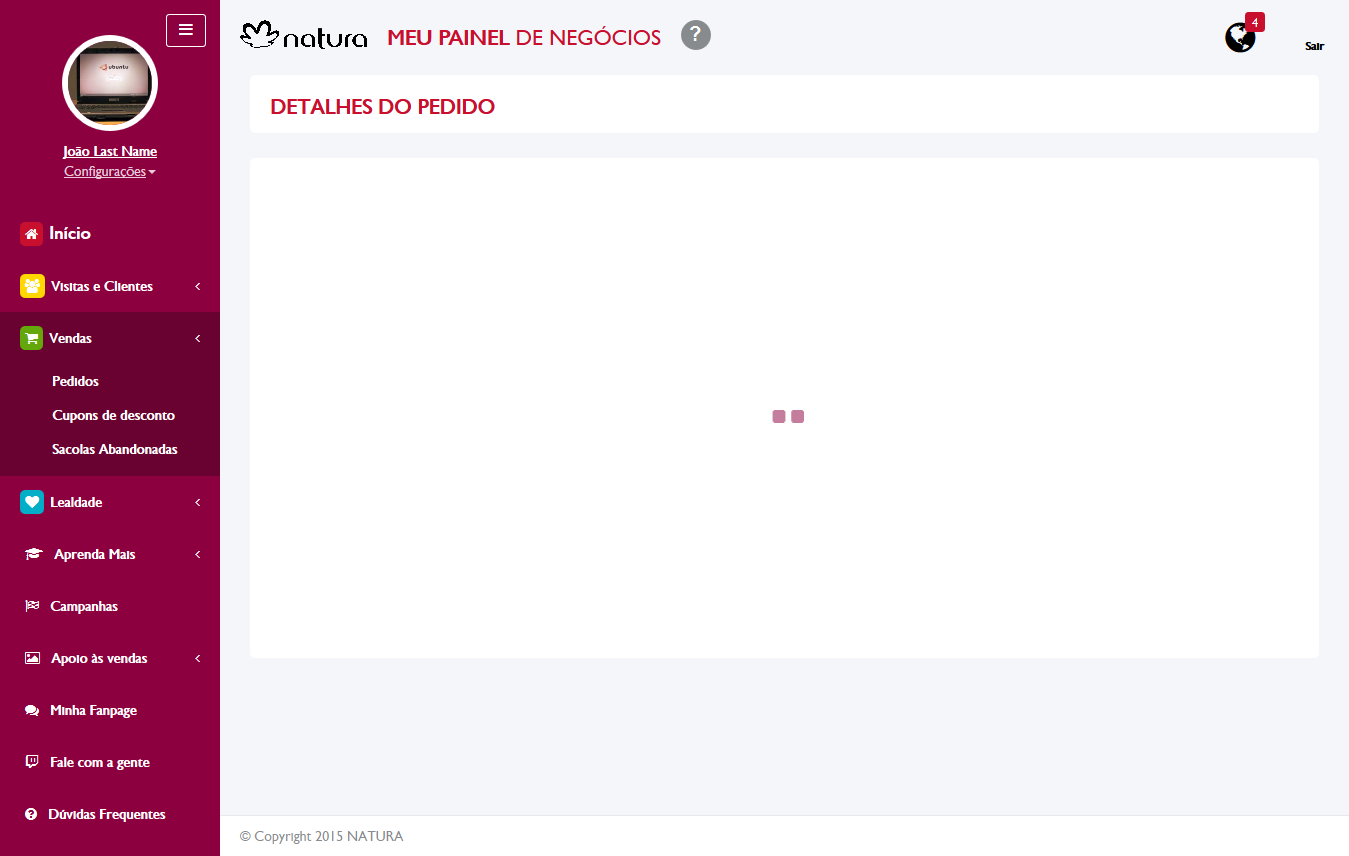 natura MEU PAINEL DE NEGÓCIOS ? 4 Sair
ubuntu
João Last Name
Configurações
Início
Visitas e Clientes
Vendas
Pedidos
Cupons de desconto
Sacolas Abandonadas
Lealdade
Aprenda Mais
Campanhas
Apoio às vendas
Minha Fanpage
Fale com a gente
Dúvidas Frequentes
DETALHES DO PEDIDO
© Copyright 2015 NATURA